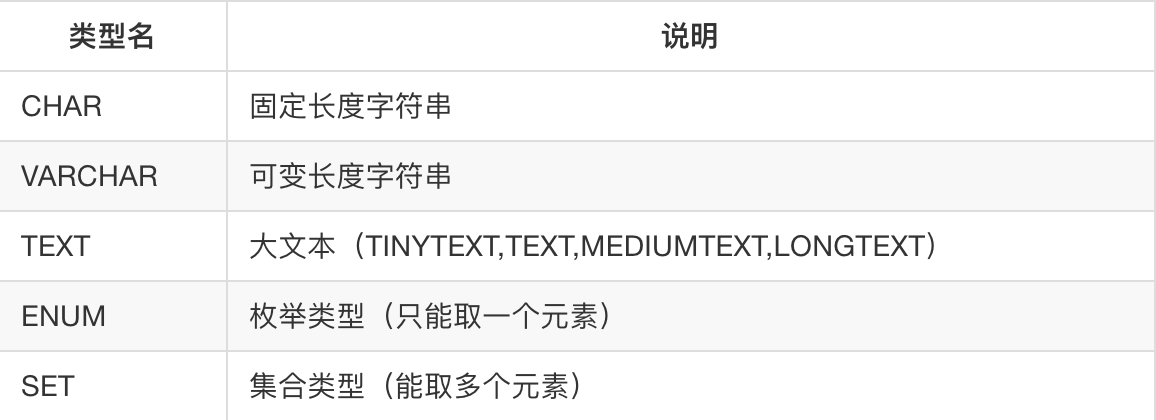 类型名 说明
CHAR 固定长度字符串
VARCHAR 可变长度字符串
TEXT 大文本（TINYTEXT,TEXT,MEDIUMTEXT,LONGTEXT）
ENUM 枚举类型（只能取一个元素）
SET 集合类型（能取多个元素）